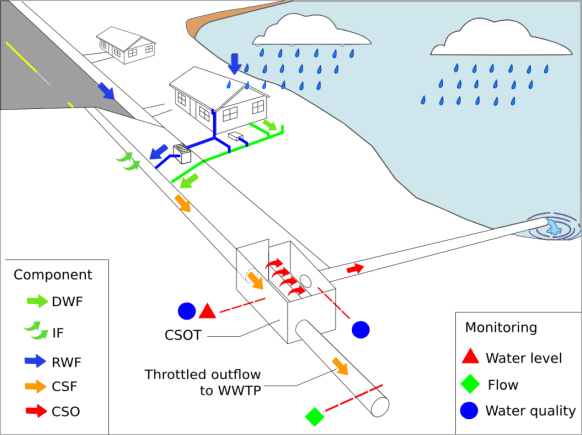 CSOT
Throttled outflow
to WWTP
Component
DWF
IF
RWF
CSF
CSO
Monitoring
Water level
Flow
Water quality